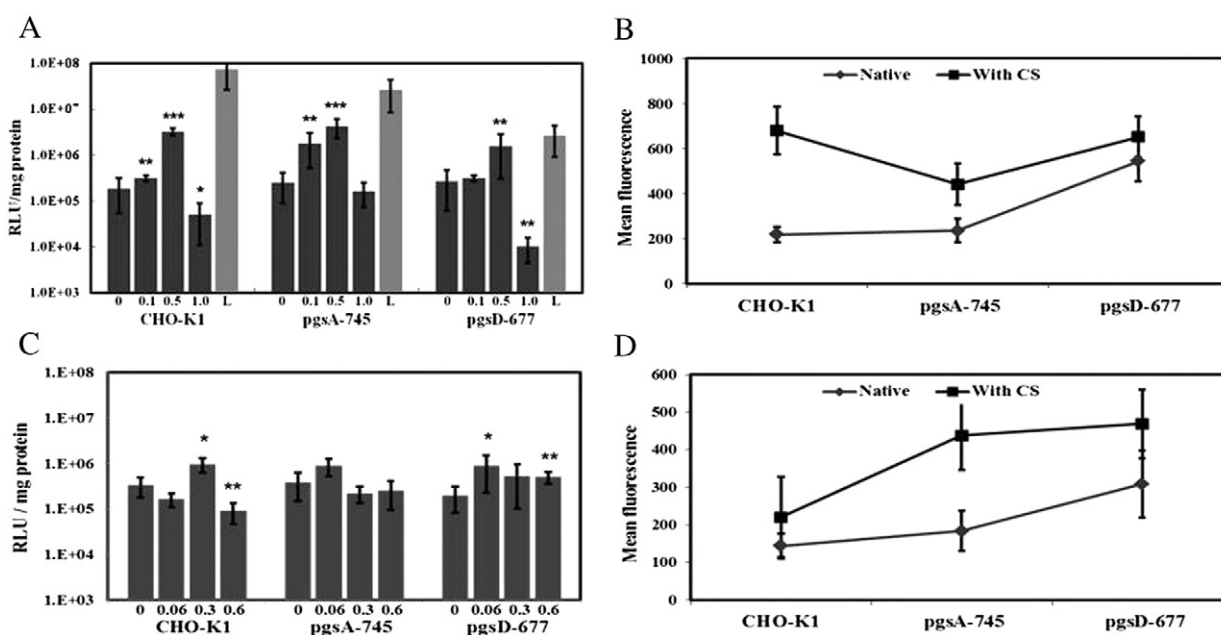 A
RLU/mg protein
1.0E+08
1.0E+07
1.0E+06
1.0E+05
1.0E+04
1.0E+03
** *** * ** *** ** **
0 0.1 0.5 1.0 L 0 0.1 0.5 1.0 L 0 0.1 0.5 1.0 L
CHO-K1 pgsA-745 pgsD-677
B
Mean fluorescence
1000
800
600
400
200
0
Native With CS
CHO-K1 pgsA-745 pgsD-677
C
RLU / mg protein
1.E+08
1.E+07
1.E+06
1.E+05
1.E+04
1.E+03
* ** * **
0 0.06 0.3 0.6 0 0.06 0.3 0.6 0 0.06 0.3 0.6
CHO-K1 pgsA-745 pgsD-677
D
Mean fluorescence
600
500
400
300
200
100
0
Native With CS
CHO-K1 pgsA-745 pgsD-677